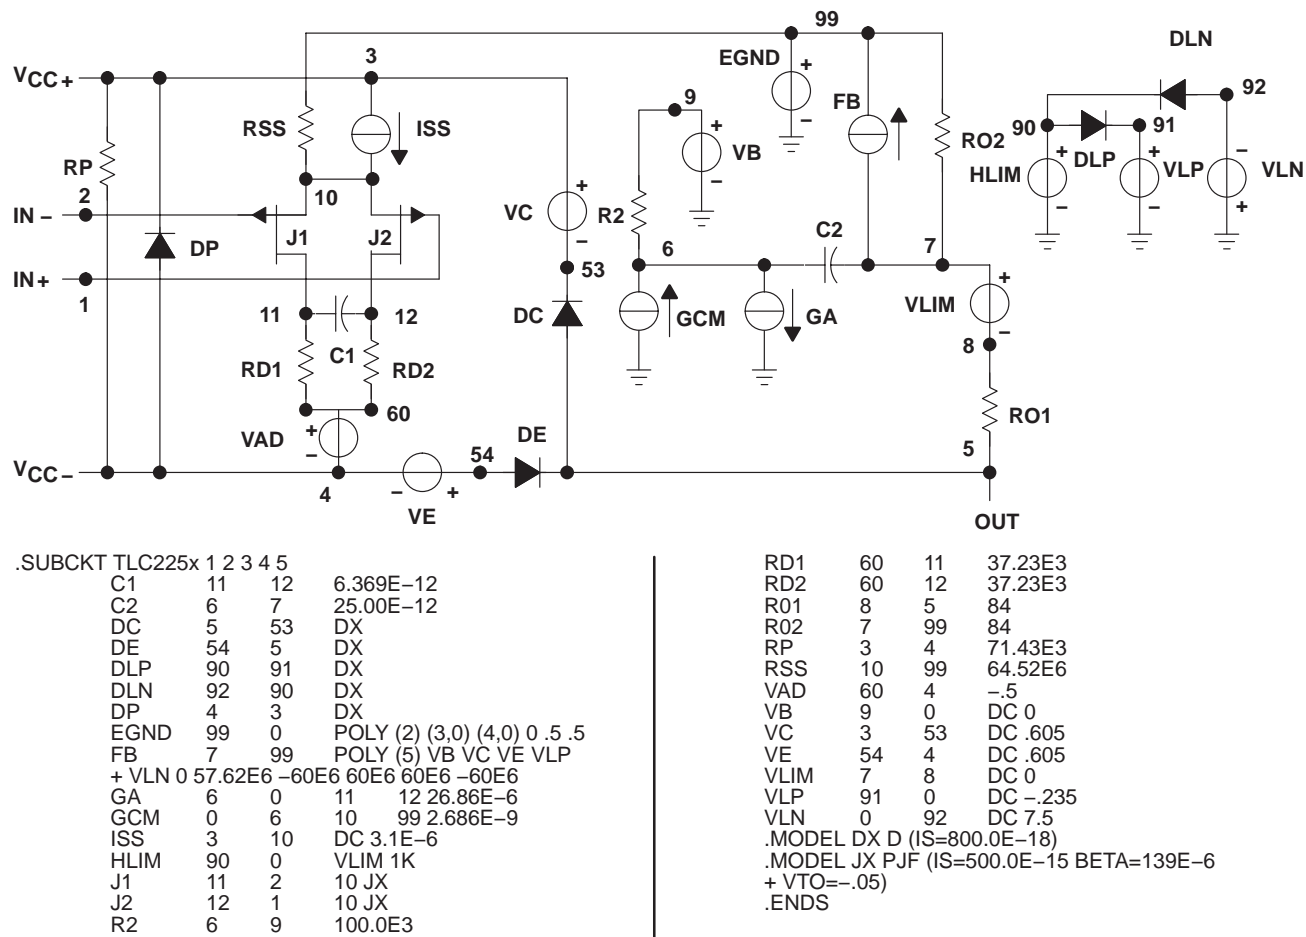 99
DLN
3
VCC+
EGND
+
−
FB
92
9
RSS
ISS
+
VB
−
RO2
90
91
RP
HLIM
+
−
DLP
+
−
VLP
−
+
VLN
2
10
IN −
VC
+
−
R2
C2
J1
J2
DP
6
7
IN+
53
1
+
VLIM
−
11
12
DC
GCM
GA
C1
8
RD1
RD2
60
RO1
VAD
+
−
DE
54
5
VCC−
4
−
+
VE
OUT
.SUBCKT TLC225x 1 2 3 4 5
C1 11 12 6.369E−12
C2 6 7 25.00E−12
DC 5 53 DX
DE 54 5 DX
DLP 90 91 DX
DLN 92 90 DX
DP 4 3 DX
EGND 99 0 POLY (2) (3,0) (4,0) 0 .5 .5
FB 7 99 POLY (5) VB VC VE VLP
+ VLN 0 57.62E6 −60E6 60E6 60E6 −60E6
GA 6 0 11 12 26.86E−6
GCM 0 6 10 99 2.686E−9
ISS 3 10 DC 3.1E−6
HLIM 90 0 VLIM 1K
J1 11 2 10 JX
J2 12 1 10 JX
R2 6 9 100.0E3
RD1 60 11 37.23E3
RD2 60 12 37.23E3
R01 8 5 84
R02 7 99 84
RP 3 4 71.43E3
RSS 10 99 64.52E6
VAD 60 4 −.5
VB 9 0 DC 0
VC 3 53 DC .605
VE 54 4 DC .605
VLIM 7 8 DC 0
VLP 91 0 DC −.235
VLN 0 92 DC 7.5
.MODEL DX D (IS=800.0E−18)
.MODEL JX PJF (IS=500.0E−15 BETA=139E−6
+ VTO=−.05)
.ENDS